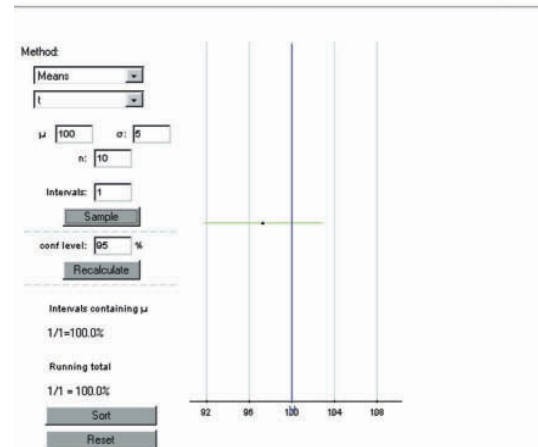 Method:
Means
t
μ 100 σ: 5
n: 10
Intervals: 1
Sample
conf level: 95 %
Recalculate
Intervals containing μ
1/1=100.0%
Running total
1/1 = 100.0%
Sort
Reset
92 96 100 104 108